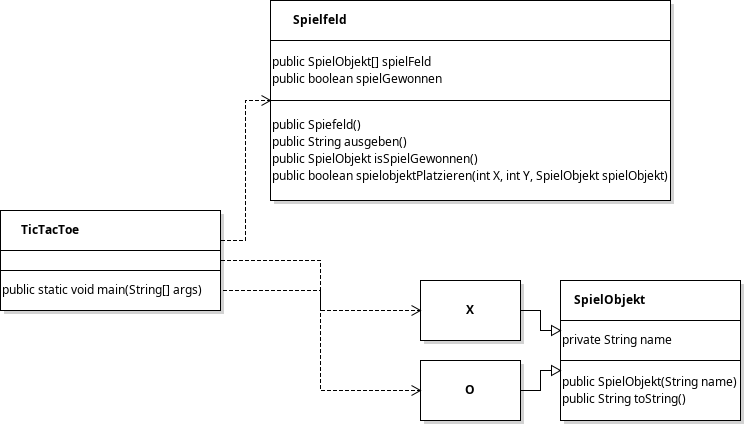 Spielfeld
public SpielObjekt[] spielFeld
public boolean spielGewonnen
public Spiefeld()
public String ausgeben()
public SpielObjekt isSpielGewonnen()
public boolean spielobjektPlatzieren(int X, int Y, SpielObjekt spielObjekt)
TicTacToe
public static void main(String[] args)
X
O
SpielObjekt
private String name
public SpielObjekt(String name)
public String toString()